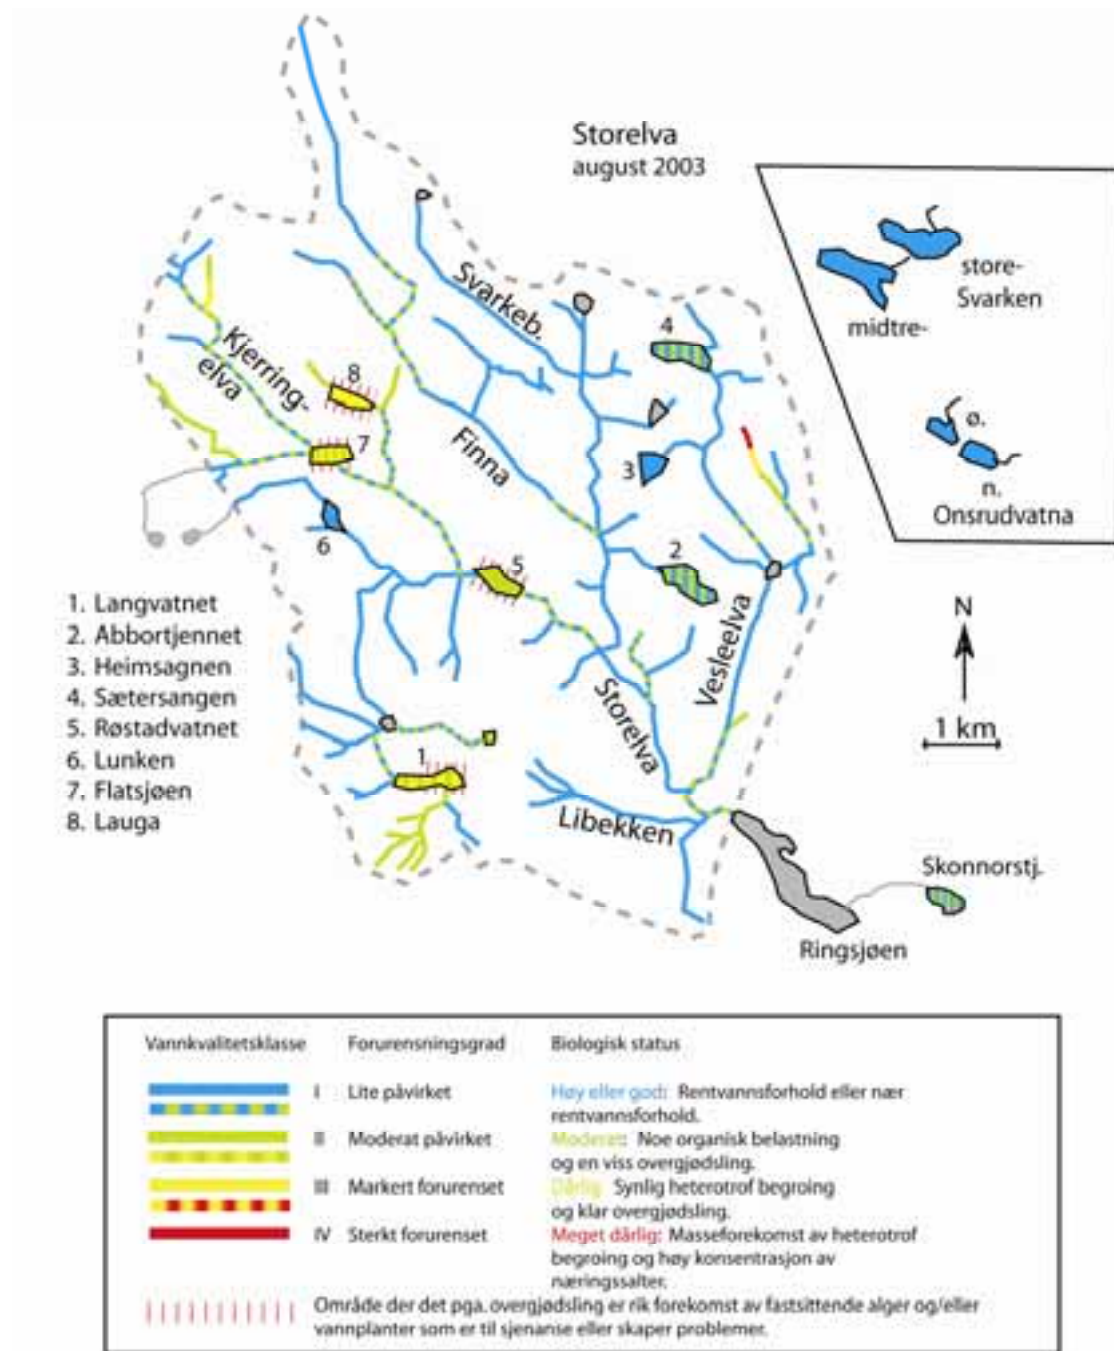 Storelva
august 2003
store-
Svarken
midtre-
ø.
n.
Onsrudvatna
Svarkeb.
4
Kjerring-
elva
8
7
Finna
3
6
5
2
Vesleelva
1. Langvatnet
2. Abbortjennet
3. Heimsagnen
4. Sætersangen
5. Røstadvatnet
6. Lunken
7. Flatsjøen
8. Lauga
N
1 km
Storelva
1
Libekken
Skonnorstj.
Ringsjøen
Vannkvalitetsklasse Forurensningsgrad Biologisk status
I Lite påvirket Høy eller god: Rentvannsforhold eller nær
rentvannsforhold.
II Moderat påvirket Moderat: Noe organisk belastning
og en viss overgjødsling.
III Markert forurenset Dårlig: Synlig heterotrof begroing
og klar overgjødsling.
IV Sterkt forurenset Meget dårlig: Masseforekomst av heterotrof
begroing og høy konsentrasjon av
næringssalter.
Område der det pga. overgjødsling er rik forekomst av fastsittende alger og/eller
vannplanter som er til sjenanse eller skaper problemer.